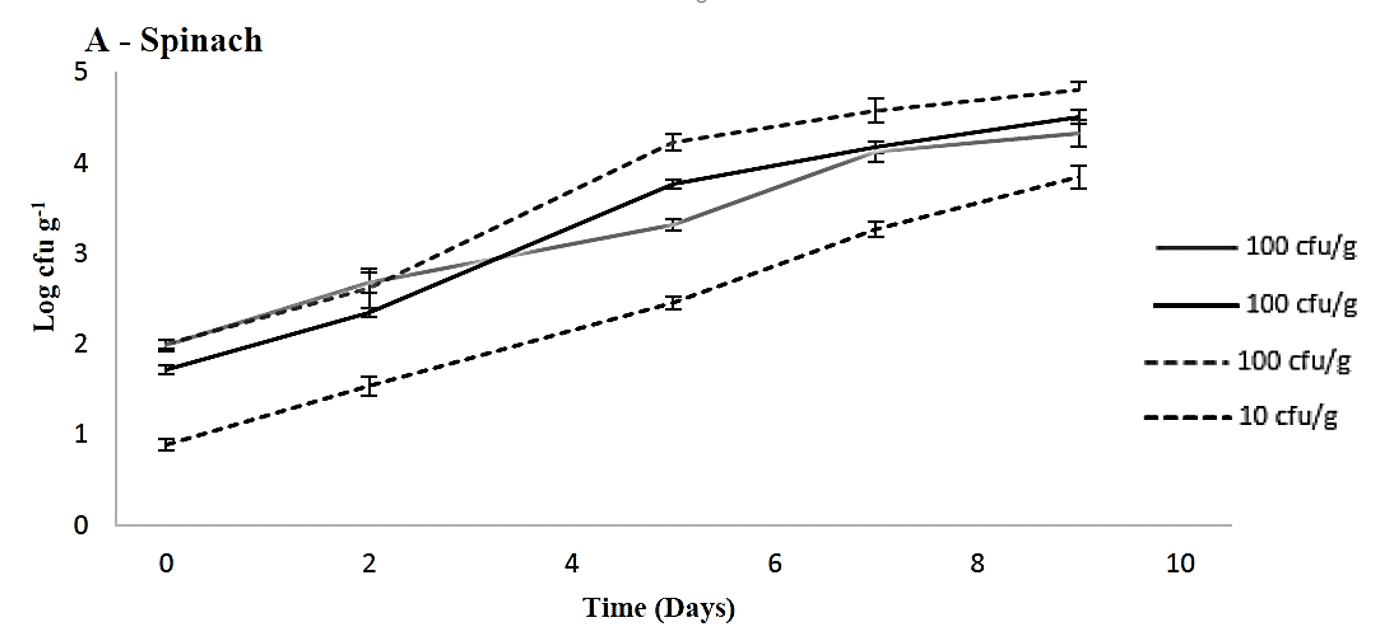 A - Spinach
5
4
3
2
1
0
Log cfu g-1
0 2 4 6 8 10
Time (Days)
100 cfu/g
100 cfu/g
100 cfu/g
10 cfu/g